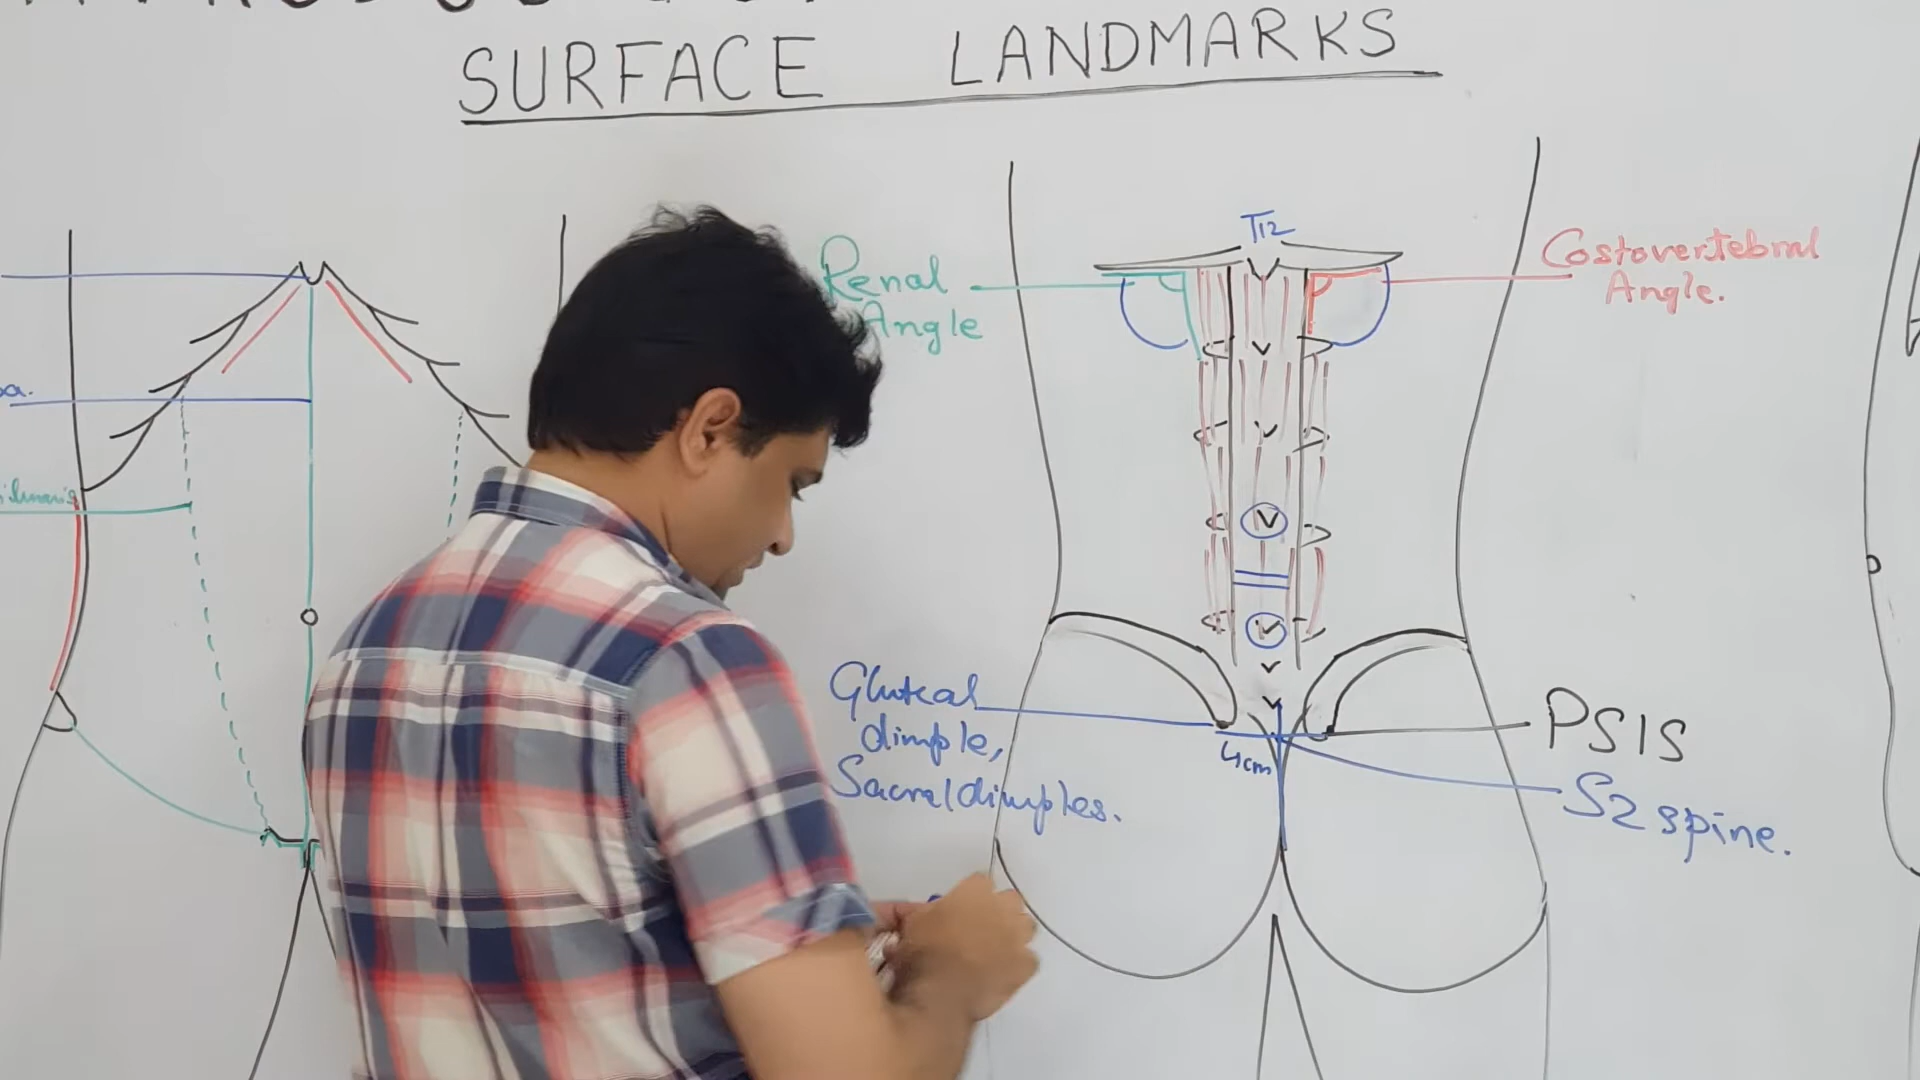 SURFACE LANDMARKS
T12
Renal
Angle
Costovertebral
Angle.
Gluteal
dimple,
Sacral dimples.
4cm
PSIS
S2 spine.